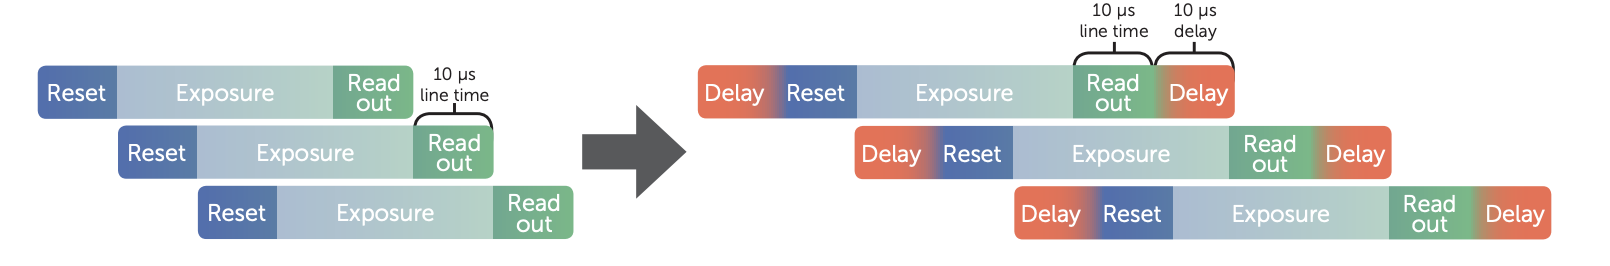 10 µs
line time
Reset Exposure Read
out
Reset Exposure Read
out
Reset Exposure Read
out
10 µs
line time
10 µs
delay
Delay Reset Exposure Read
out
Delay
Delay Reset Exposure Read
out
Delay
Delay Reset Exposure Read
out
Delay